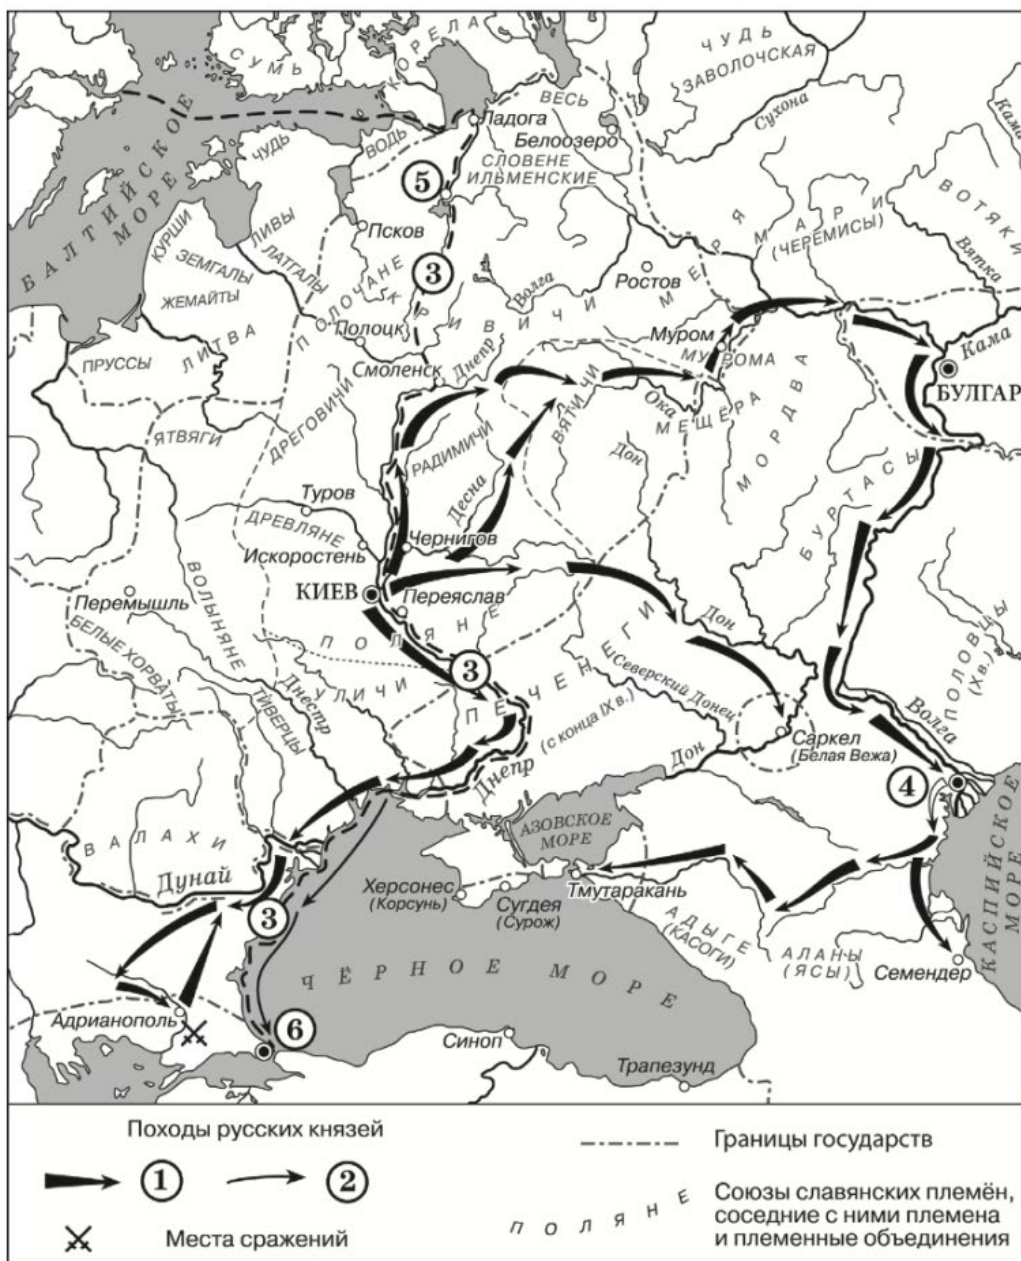 СУМЬ
КОРЕЛА
ЧУДЬ
ЗАВОЛОЧСКАЯ
Сухона
Кама
БАЛТИЙСКОЕ
МОРЕ
ЧУДЬ
ВОДЬ
Ладога
ВЕСЬ
Белоозеро
СЛОВЕНЕ
ИЛЬМЕНСКИЕ
5
ВОТЯКИ
Вятка
МАРИ
(ЧЕРЕМИСЫ)
МЕРЯ
КУРШИ
ЛИВЫ
ЗЕМГАЛЫ
ЛАТГАЛЫ
ЖЕМАЙТЫ
Псков
3
Волга
Ростов
ПОЛОЧАНЕ
КРИВИЧИ
Полоцк
ЛИТВА
ПРУССЫ
Смоленск
Днепр
Муром
МУРОМА
Кама
БУЛГАР
ЯТВЯГИ
ДРЕГОВИЧИ
РАДИМИЧИ
ВЯТИЧИ
Ока
МЕЩЁРА
МОРДВА
Десна
Дон
БУРТАСЫ
Туров
ДРЕВЛЯНЕ
Искоростень
Чернигов
КИЕВ
Переяслав
Перемышль
ВОЛЫНЯНЕ
БЕЛЫЕ ХОРВАТЫ
ПОЛЯНЕ
3
УЛИЧИ
ТИВЕРЦЫ
Днестр
ПЕЧЕНЕГИ
(с конца IX в.)
Северский Донец
Дон
ПОЛОВЦЫ
(X в.)
Волга
Саркел
(Белая Вежа)
4
Днепр
Дон
АЗОВСКОЕ
МОРЕ
ВАЛАХИ
Дунай
3
Херсонес
(Корсунь)
Сугдея
(Сурож)
Тмутаракань
АДЫГЕ
(КАСОГИ)
АЛАНЫ
(ЯСЫ)
Семендер
КАСПИЙСКОЕ
МОРЕ
ЧЁРНОЕ МОРЕ
Адрианополь
6
Синоп
Трапезунд
Походы русских князей
1
2
Места сражений
Границы государств
ПОЛЯНЕ
Союзы славянских племён,
соседние с ними племена
и племенные объединения